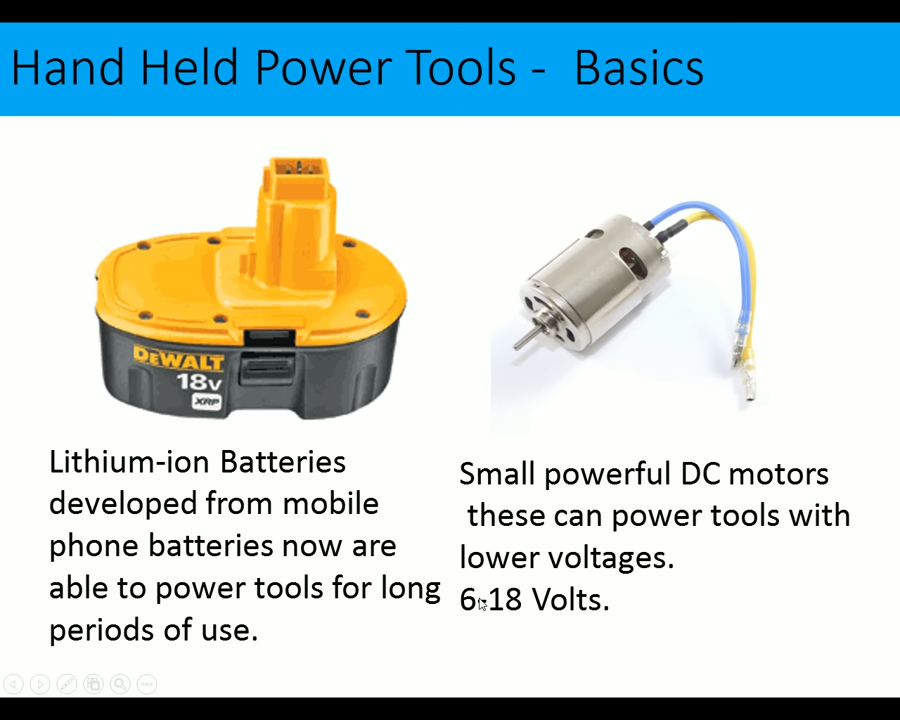 Hand Held Power Tools - Basics
DEWALT
18V
XRP
Lithium-ion Batteries
developed from mobile
phone batteries now are
able to power tools for long
periods of use.
Small powerful DC motors
these can power tools with
lower voltages.
6-18 Volts.